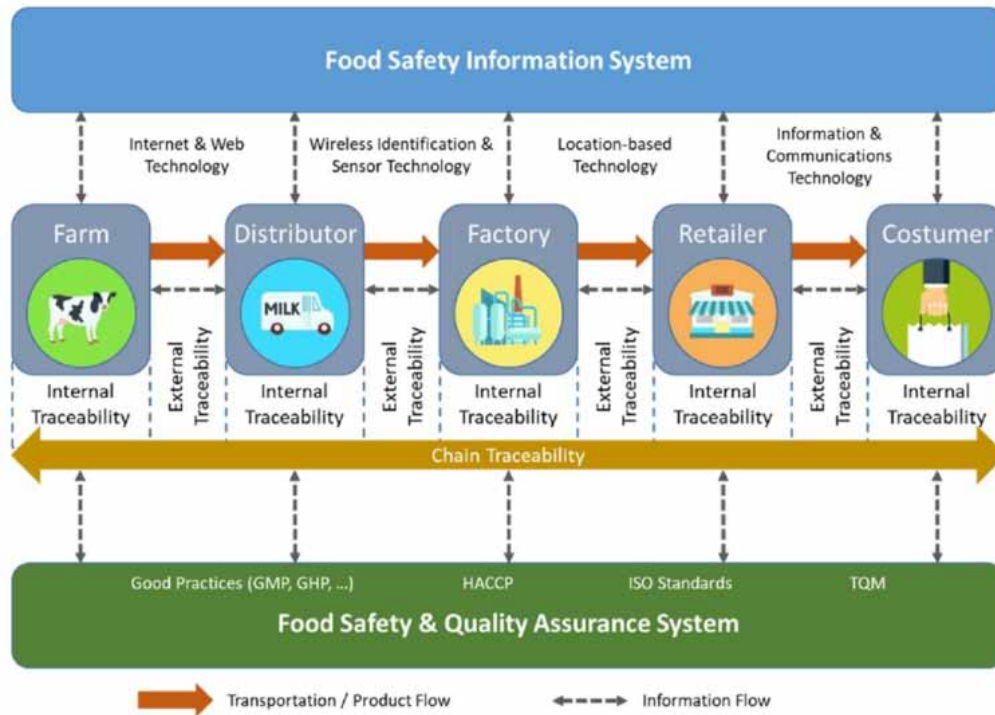 Food Safety Information System
Internet & Web
Technology
Wireless Identification &
Sensor Technology
Location-based
Technology
Information &
Communications
Technology
Farm
Distributor
Factory
Retailer
Costumer
MILK
Internal
Traceability
External
Traceability
Internal
Traceability
External
Traceability
Internal
Traceability
External
Traceability
Internal
Traceability
External
Traceability
Internal
Traceability
Chain Traceability
Good Practices (GMP, GHP, ...)
HACCP
ISO Standards
TQM
Food Safety & Quality Assurance System
Transportation / Product Flow
Information Flow